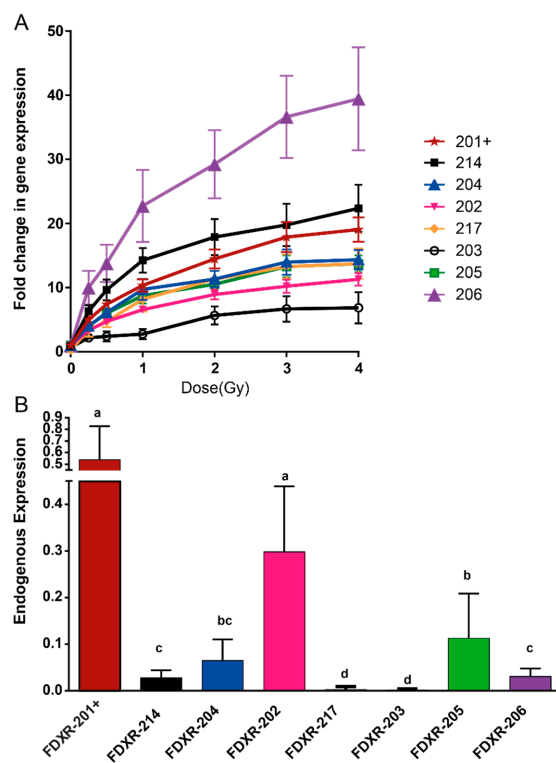 A
Fold change in gene expression
50
40
30
20
10
0
0
1
2
3
4
Dose(Gy)
201+
214
204
202
217
203
205
206
B
Endogenous Expression
0.9
0.8
0.7
0.6
0.5
0.4
0.3
0.2
0.1
0.0
a
c
bc
a
d
d
b
c
FDXR-201+
FDXR-214
FDXR-204
FDXR-202
FDXR-217
FDXR-203
FDXR-205
FDXR-206